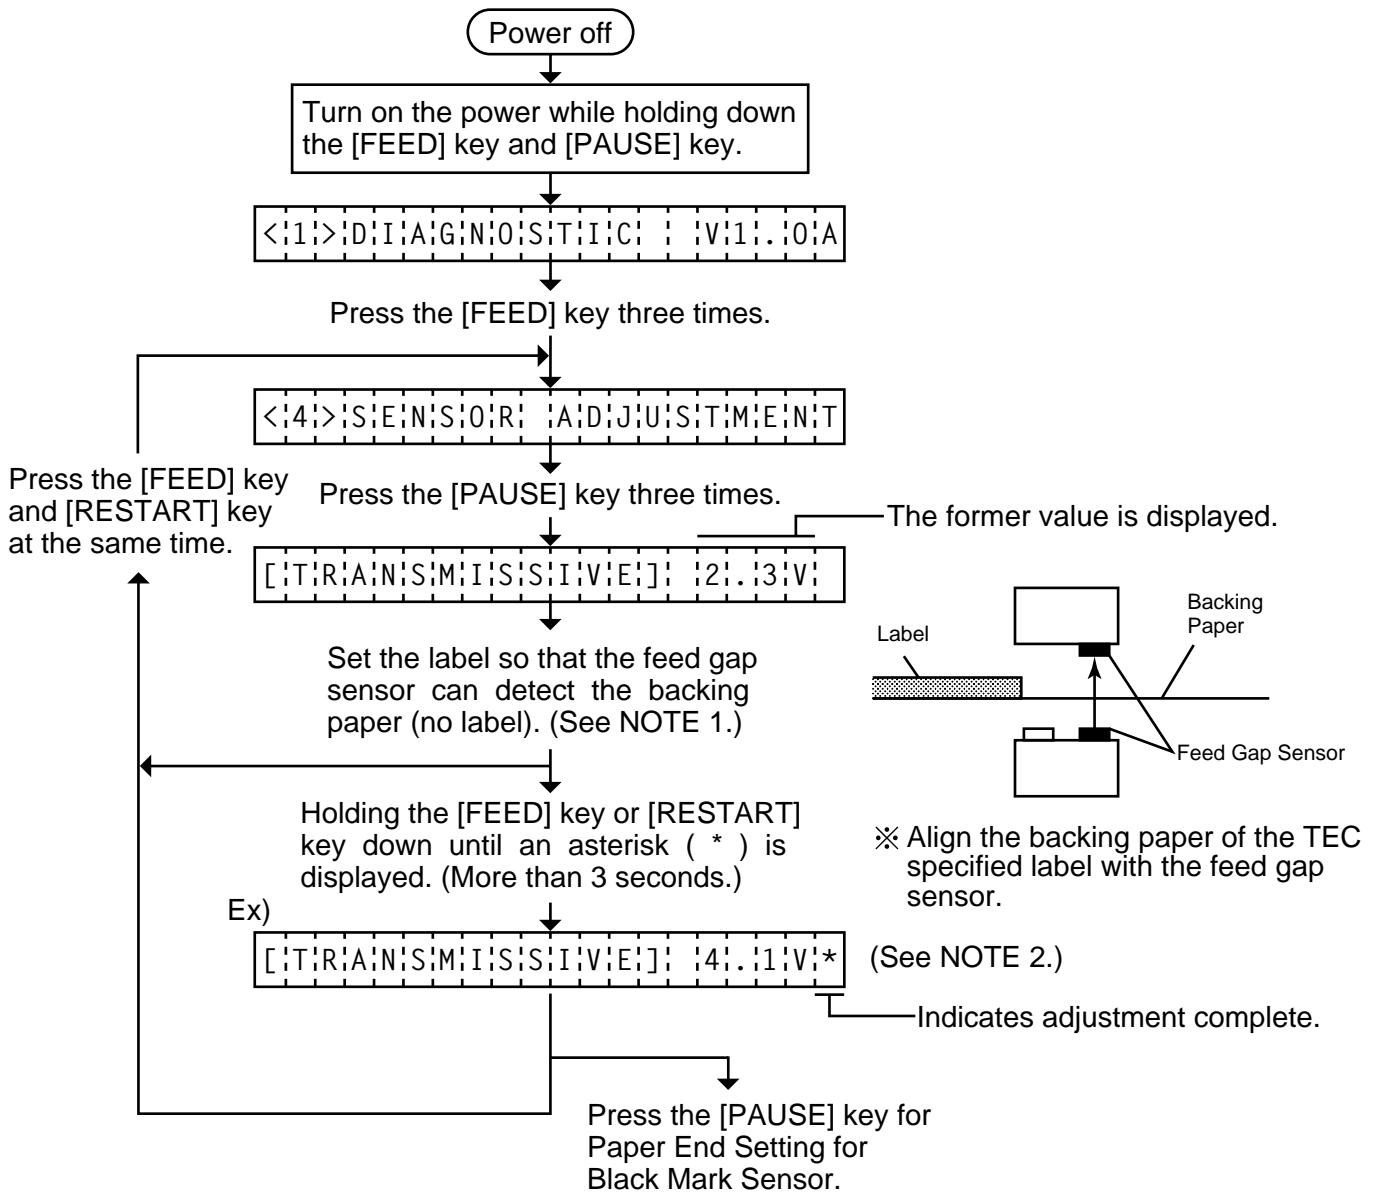 Power off
Turn on the power while holding down
the [FEED] key and [PAUSE] key.
<1>DIAGNOSTIC  V1.0A
Press the [FEED] key three times.
<4>SENSOR ADJUSTMENT
Press the [FEED] key
and [RESTART] key
at the same time.
Press the [PAUSE] key three times.
The former value is displayed.
[TRANSMISSIVE] 2.3V
Set the label so that the feed gap
sensor can detect the backing
paper (no label). (See NOTE 1.)
Label
Backing
Paper
Feed Gap Sensor
※ Align the backing paper of the TEC
specified label with the feed gap
sensor.
Holding the [FEED] key or [RESTART]
key down until an asterisk ( * ) is
displayed. (More than 3 seconds.)
Ex)
[TRANSMISSIVE] 4.1V*
(See NOTE 2.)
Indicates adjustment complete.
Press the [PAUSE] key for
Paper End Setting for
Black Mark Sensor.